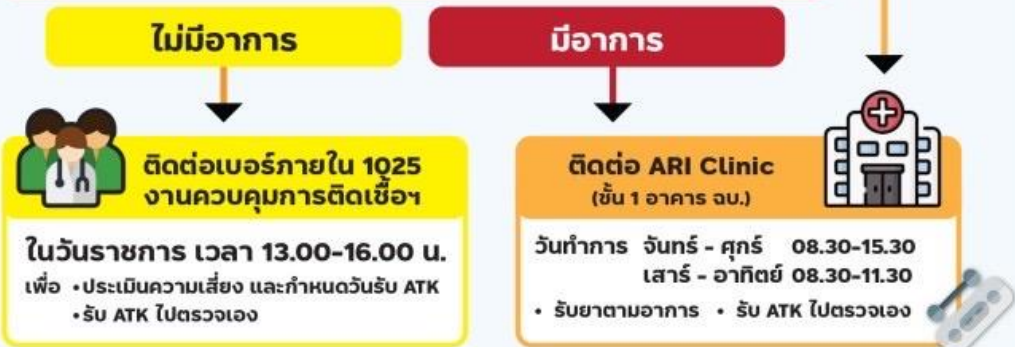 ไม่มีอาการ
มีอาการ
ติดต่อเบอร์ภายใน 1025
งานควบคุมการติดเชื้อฯ
ในวันราชการ เวลา 13.00-16.00 น.
เพื่อ •ประเมินความเสี่ยง และกำหนดวันรับ ATK
•รับ ATK ไปตรวจเอง
ติดต่อ ARI Clinic
(ชั้น 1 อาคาร ฉบ.)
วันทำการ จันทร์ - ศุกร์ 08.30-15.30
เสาร์ - อาทิตย์ 08.30-11.30
• รับยาตามอาการ • รับ ATK ไปตรวจเอง